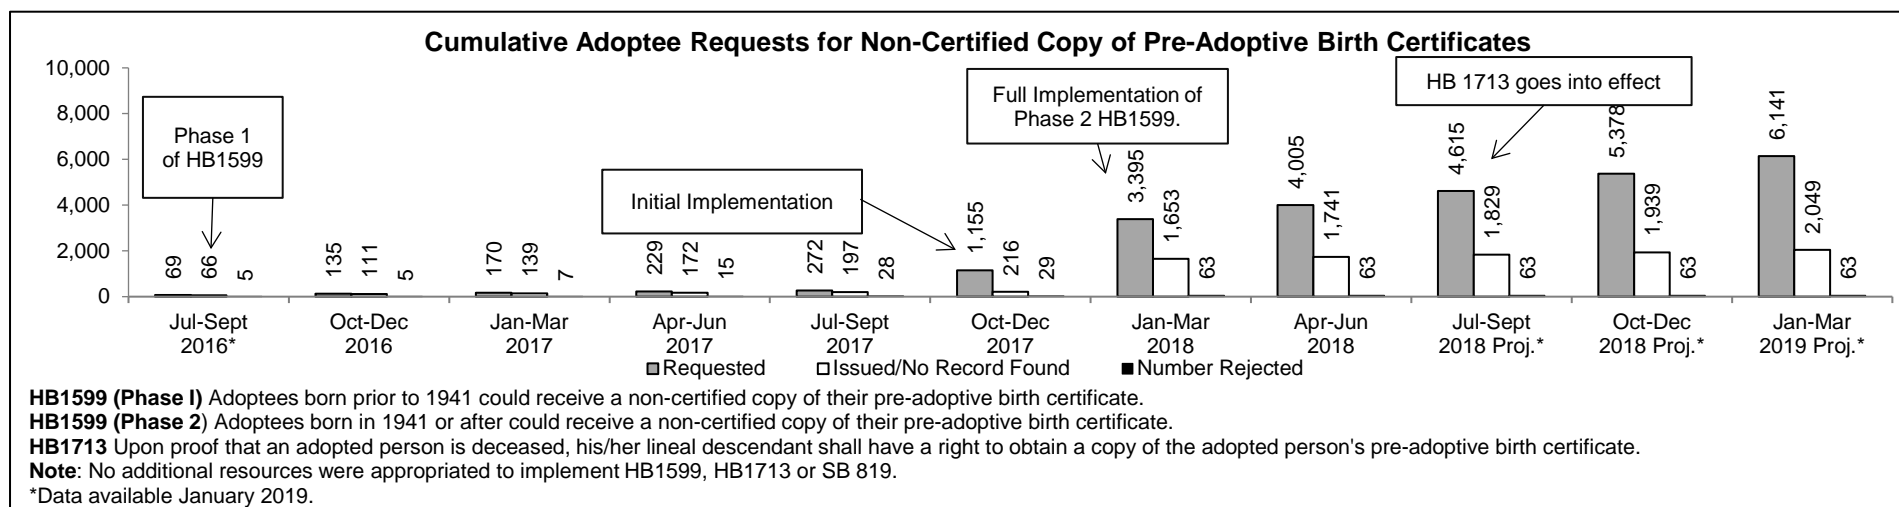 Cumulative Adoptee Requests for Non-Certified Copy of Pre-Adoptive Birth Certificates
10,000
8,000
6,000
4,000
2,000
0
Phase 1
of HB1599
Initial Implementation
Full Implementation of
Phase 2 HB1599.
HB 1713 goes into effect
69 66 5
135 111 5
170 139 7
229 172 15
272 197 28
1,155 216 29
3,395 1,653 63
4,005 1,741 63
4,615 1,829 63
5,378 1,939 63
6,141 2,049 63
Jul-Sept
2016*
Oct-Dec
2016
Jan-Mar
2017
Apr-Jun
2017
Jul-Sept
2017
Oct-Dec
2017
Jan-Mar
2018
Apr-Jun
2018
Jul-Sept
2018 Proj.*
Oct-Dec
2018 Proj.*
Jan-Mar
2019 Proj.*
Requested Issued/No Record Found Number Rejected
HB1599 (Phase I) Adoptees born prior to 1941 could receive a non-certified copy of their pre-adoptive birth certificate.
HB1599 (Phase 2) Adoptees born in 1941 or after could receive a non-certified copy of their pre-adoptive birth certificate.
HB1713 Upon proof that an adopted person is deceased, his/her lineal descendant shall have a right to obtain a copy of the adopted person's pre-adoptive birth certificate.
Note: No additional resources were appropriated to implement HB1599, HB1713 or SB 819.
*Data available January 2019.